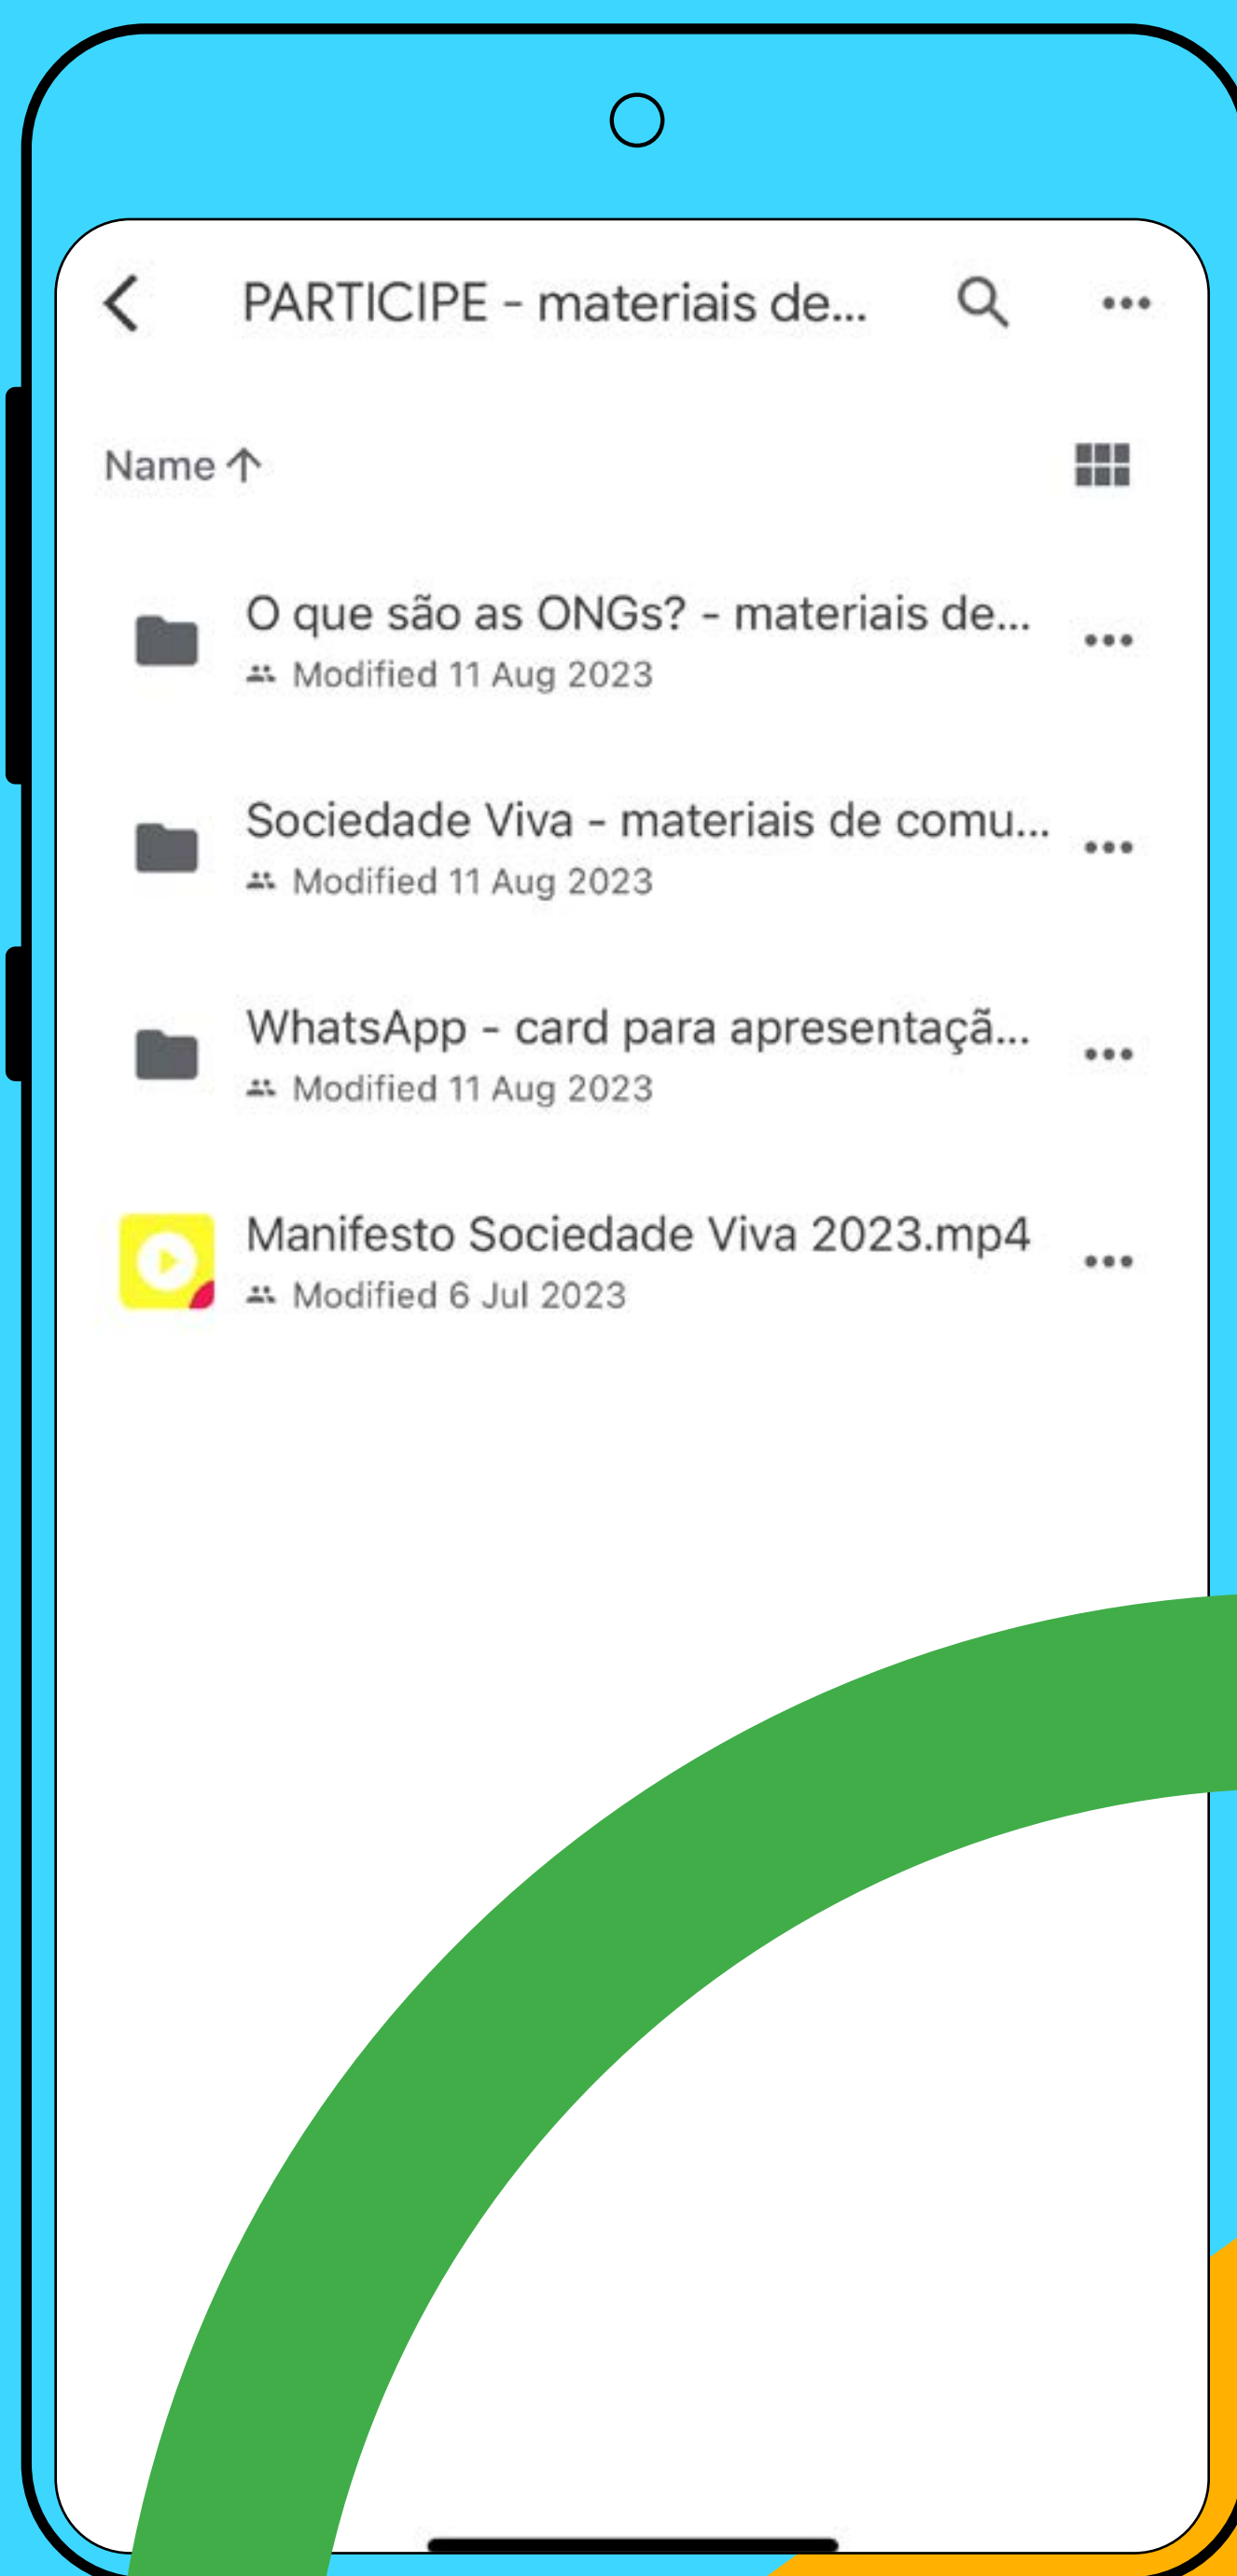 PARTICIPE - materiais de...
Name
O que são as ONGs? - materiais de...
Modified 11 Aug 2023
Sociedade Viva - materiais de comu...
Modified 11 Aug 2023
WhatsApp - card para apresentaçã...
Modified 11 Aug 2023
Manifesto Sociedade Viva 2023.mp4
Modified 6 Jul 2023